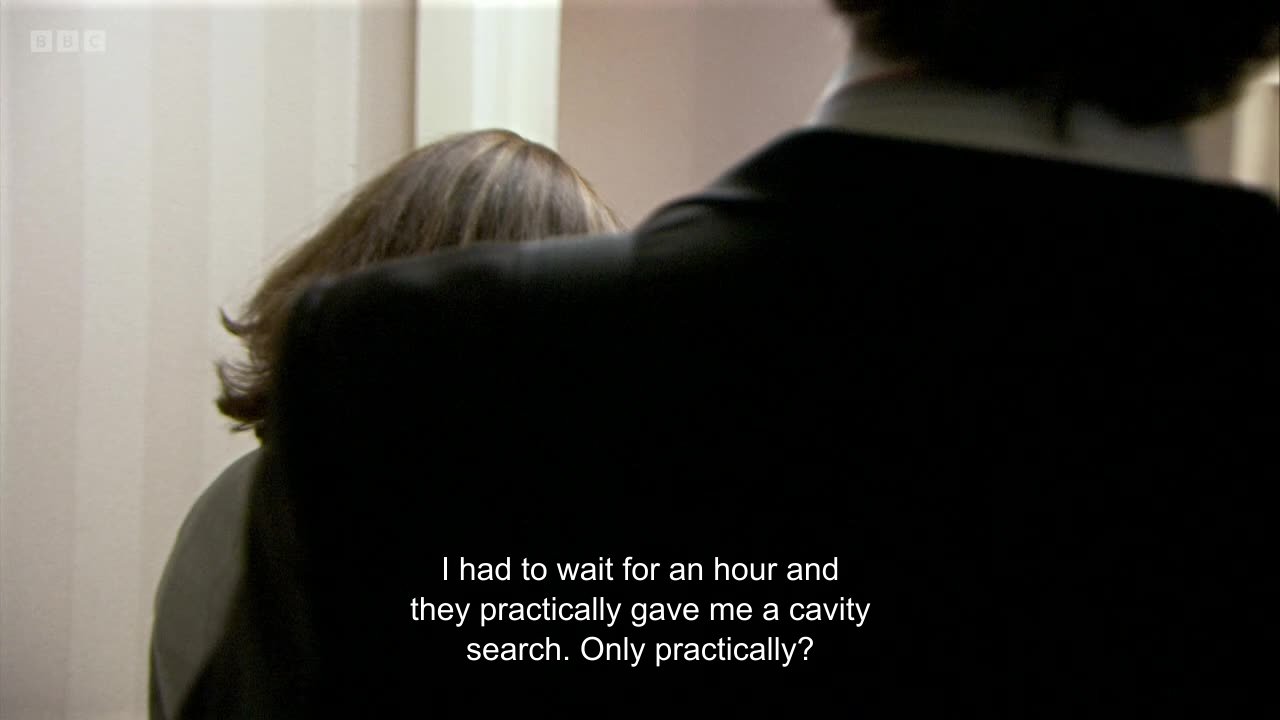 BBC
I had to wait for an hour and
they practically gave me a cavity
search. Only practically?